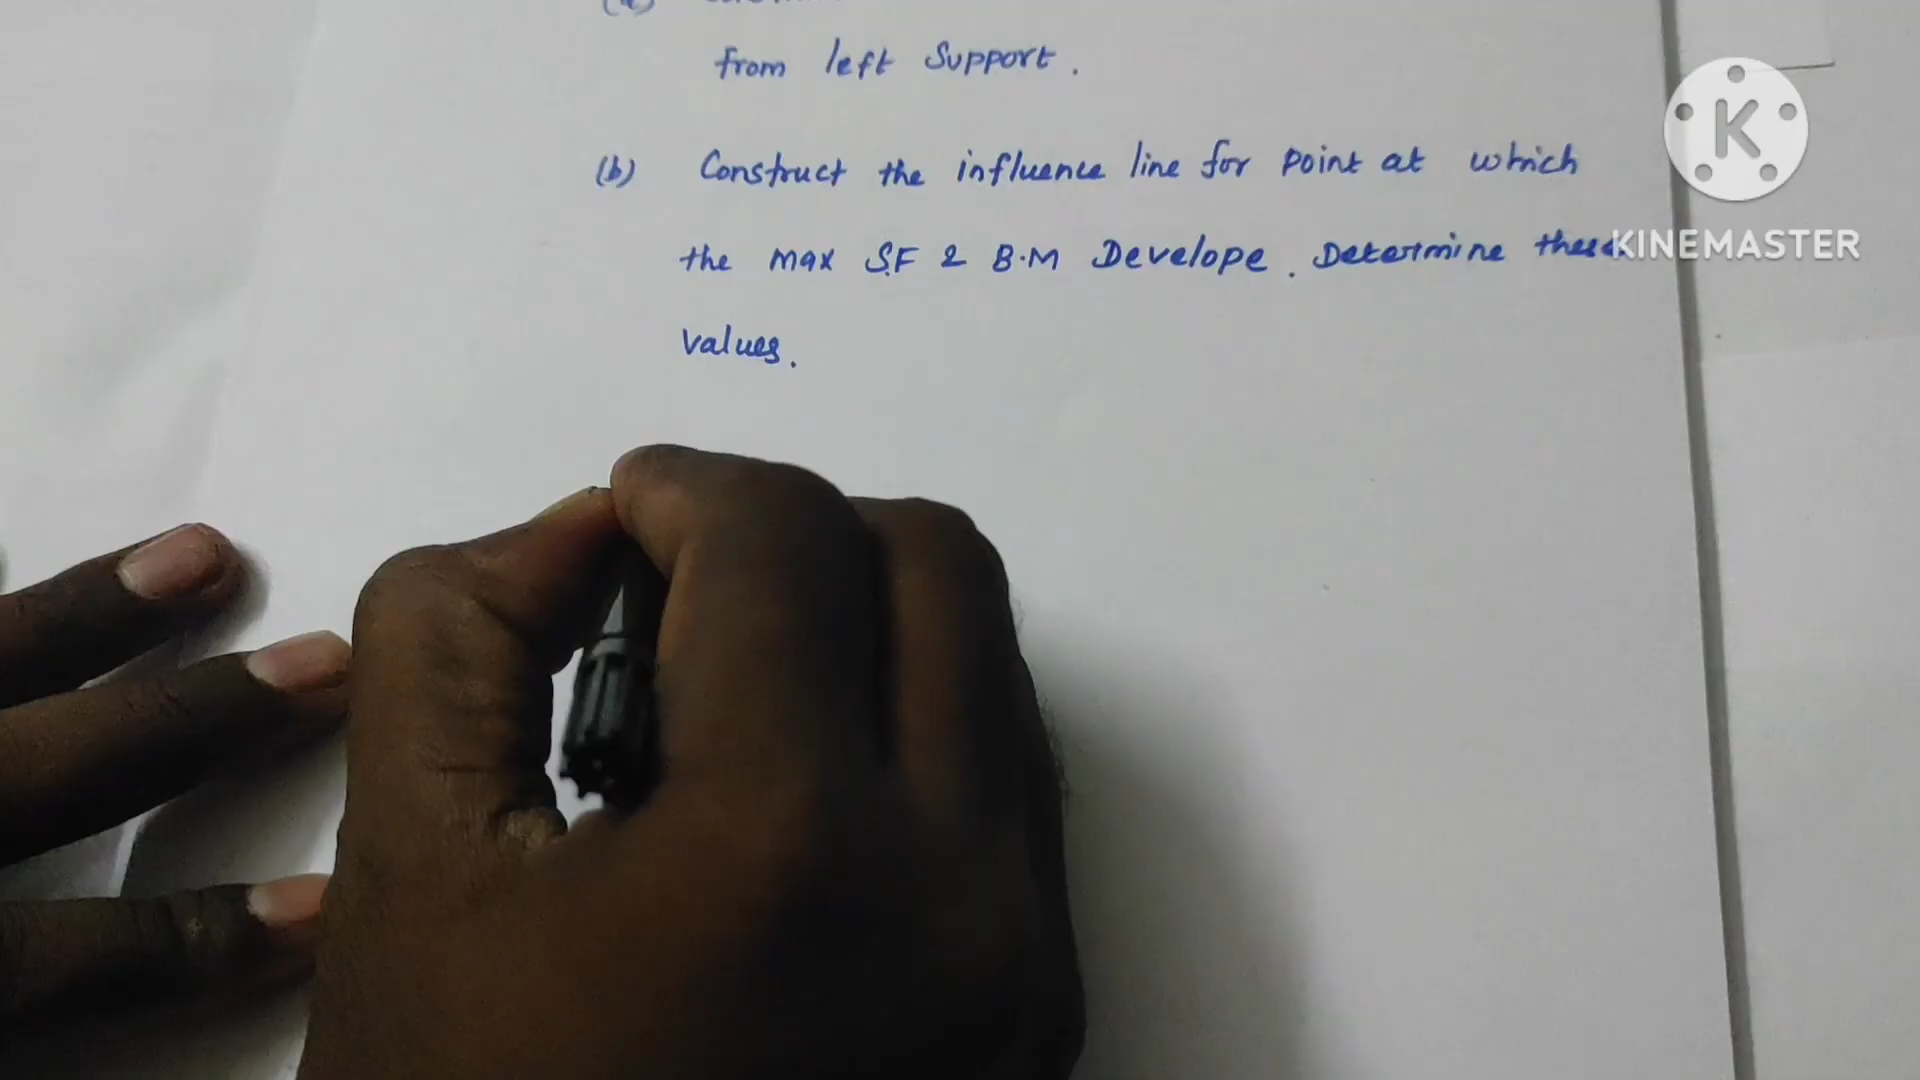 (a)
from left Support.
(b) Construct the influence line for Point at which
the max S.F & B.M Develope. Determine these
values.
K
KINEMASTER